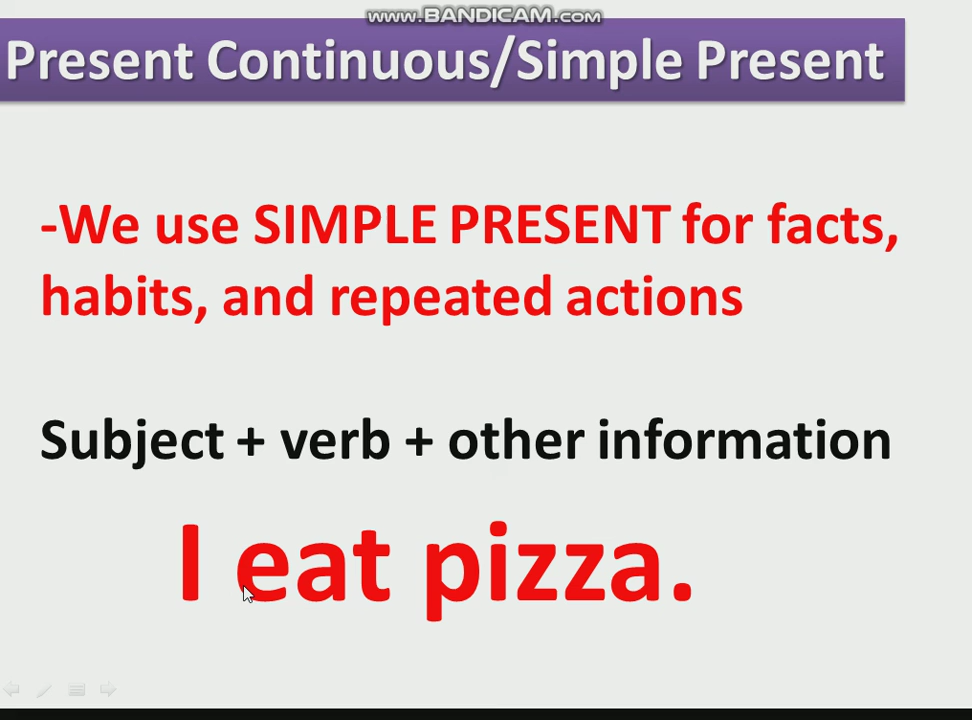 www.BANDICAM.com
Present Continuous/Simple Present
-We use SIMPLE PRESENT for facts,
habits, and repeated actions
Subject + verb + other information
I eat pizza.